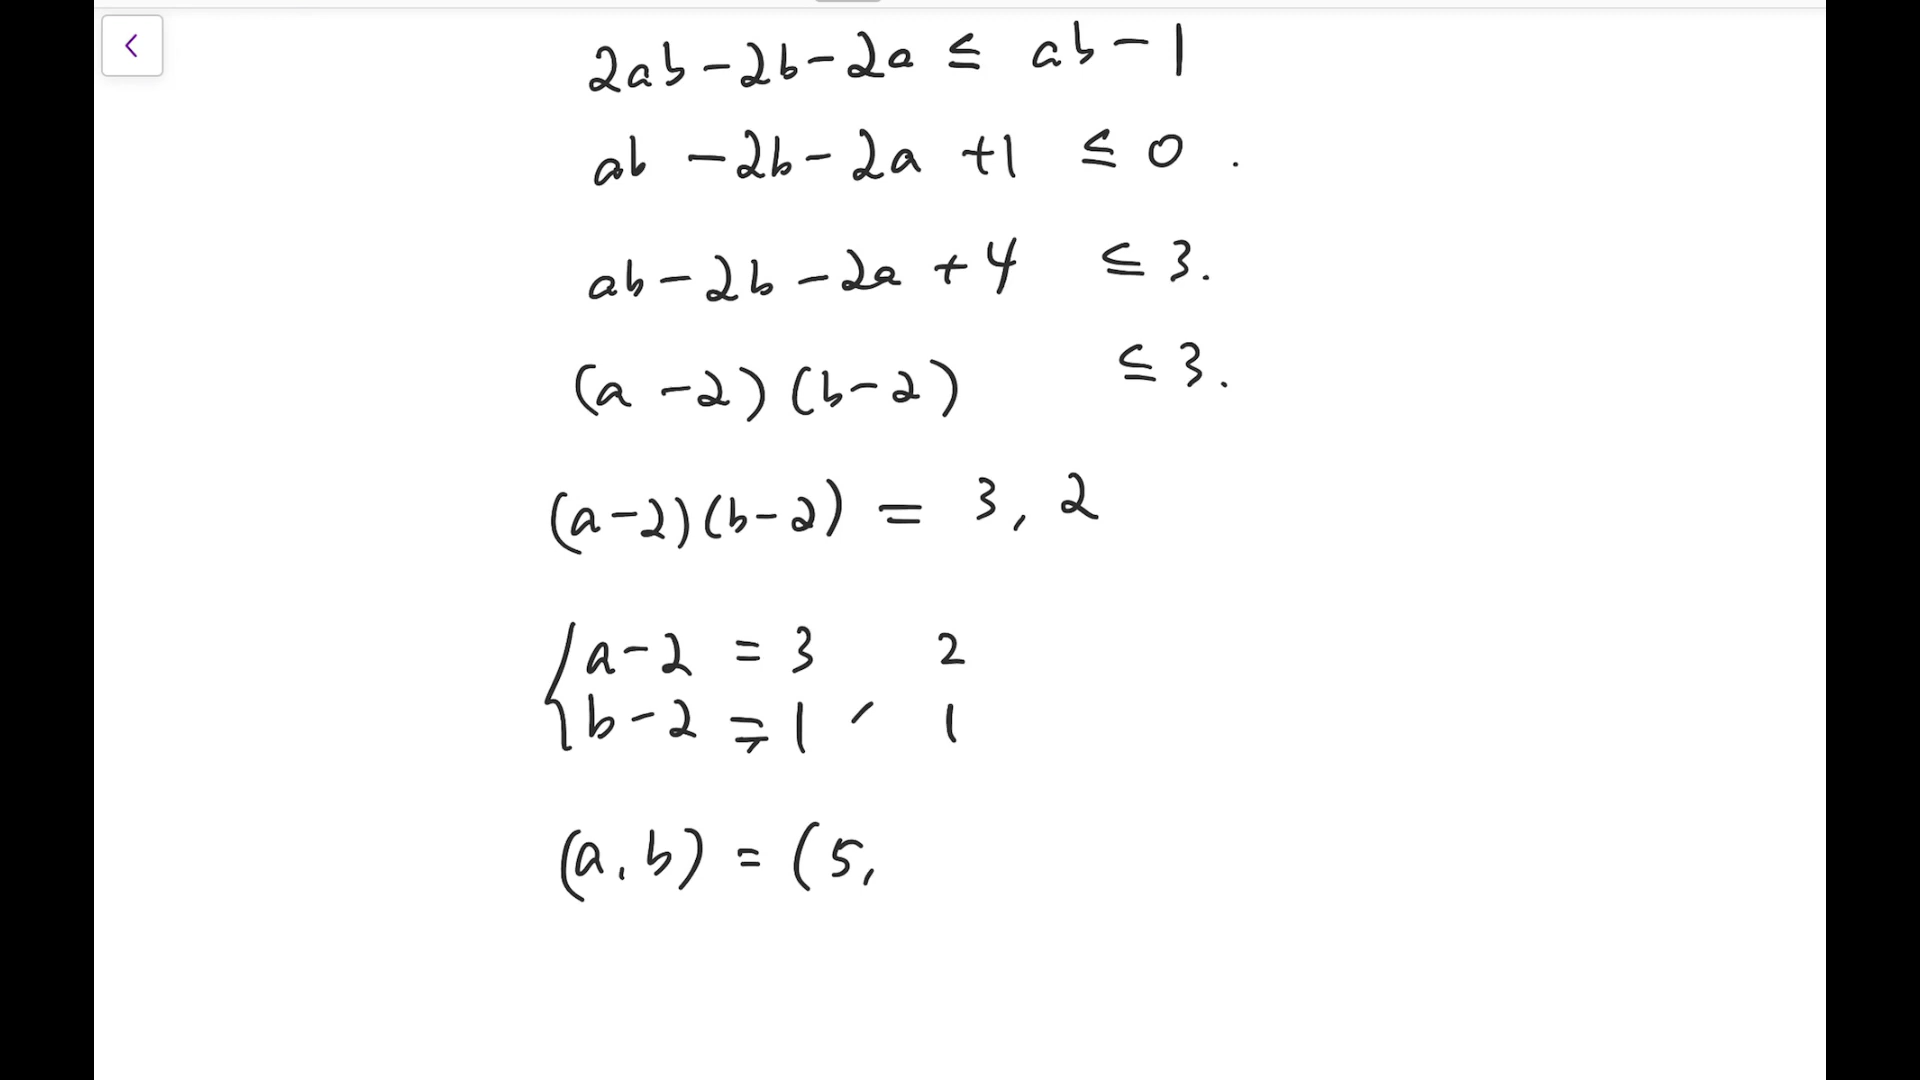 2ab - 2b - 2a ≤ ab - 1
ab - 2b - 2a + 1 ≤ 0 .
ab - 2b - 2a + 4 ≤ 3.
(a - 2) (b - 2) ≤ 3.
(a - 2) (b - 2) = 3, 2
a - 2 = 3 2
b - 2 = 1 , 1
(a, b) = (5,